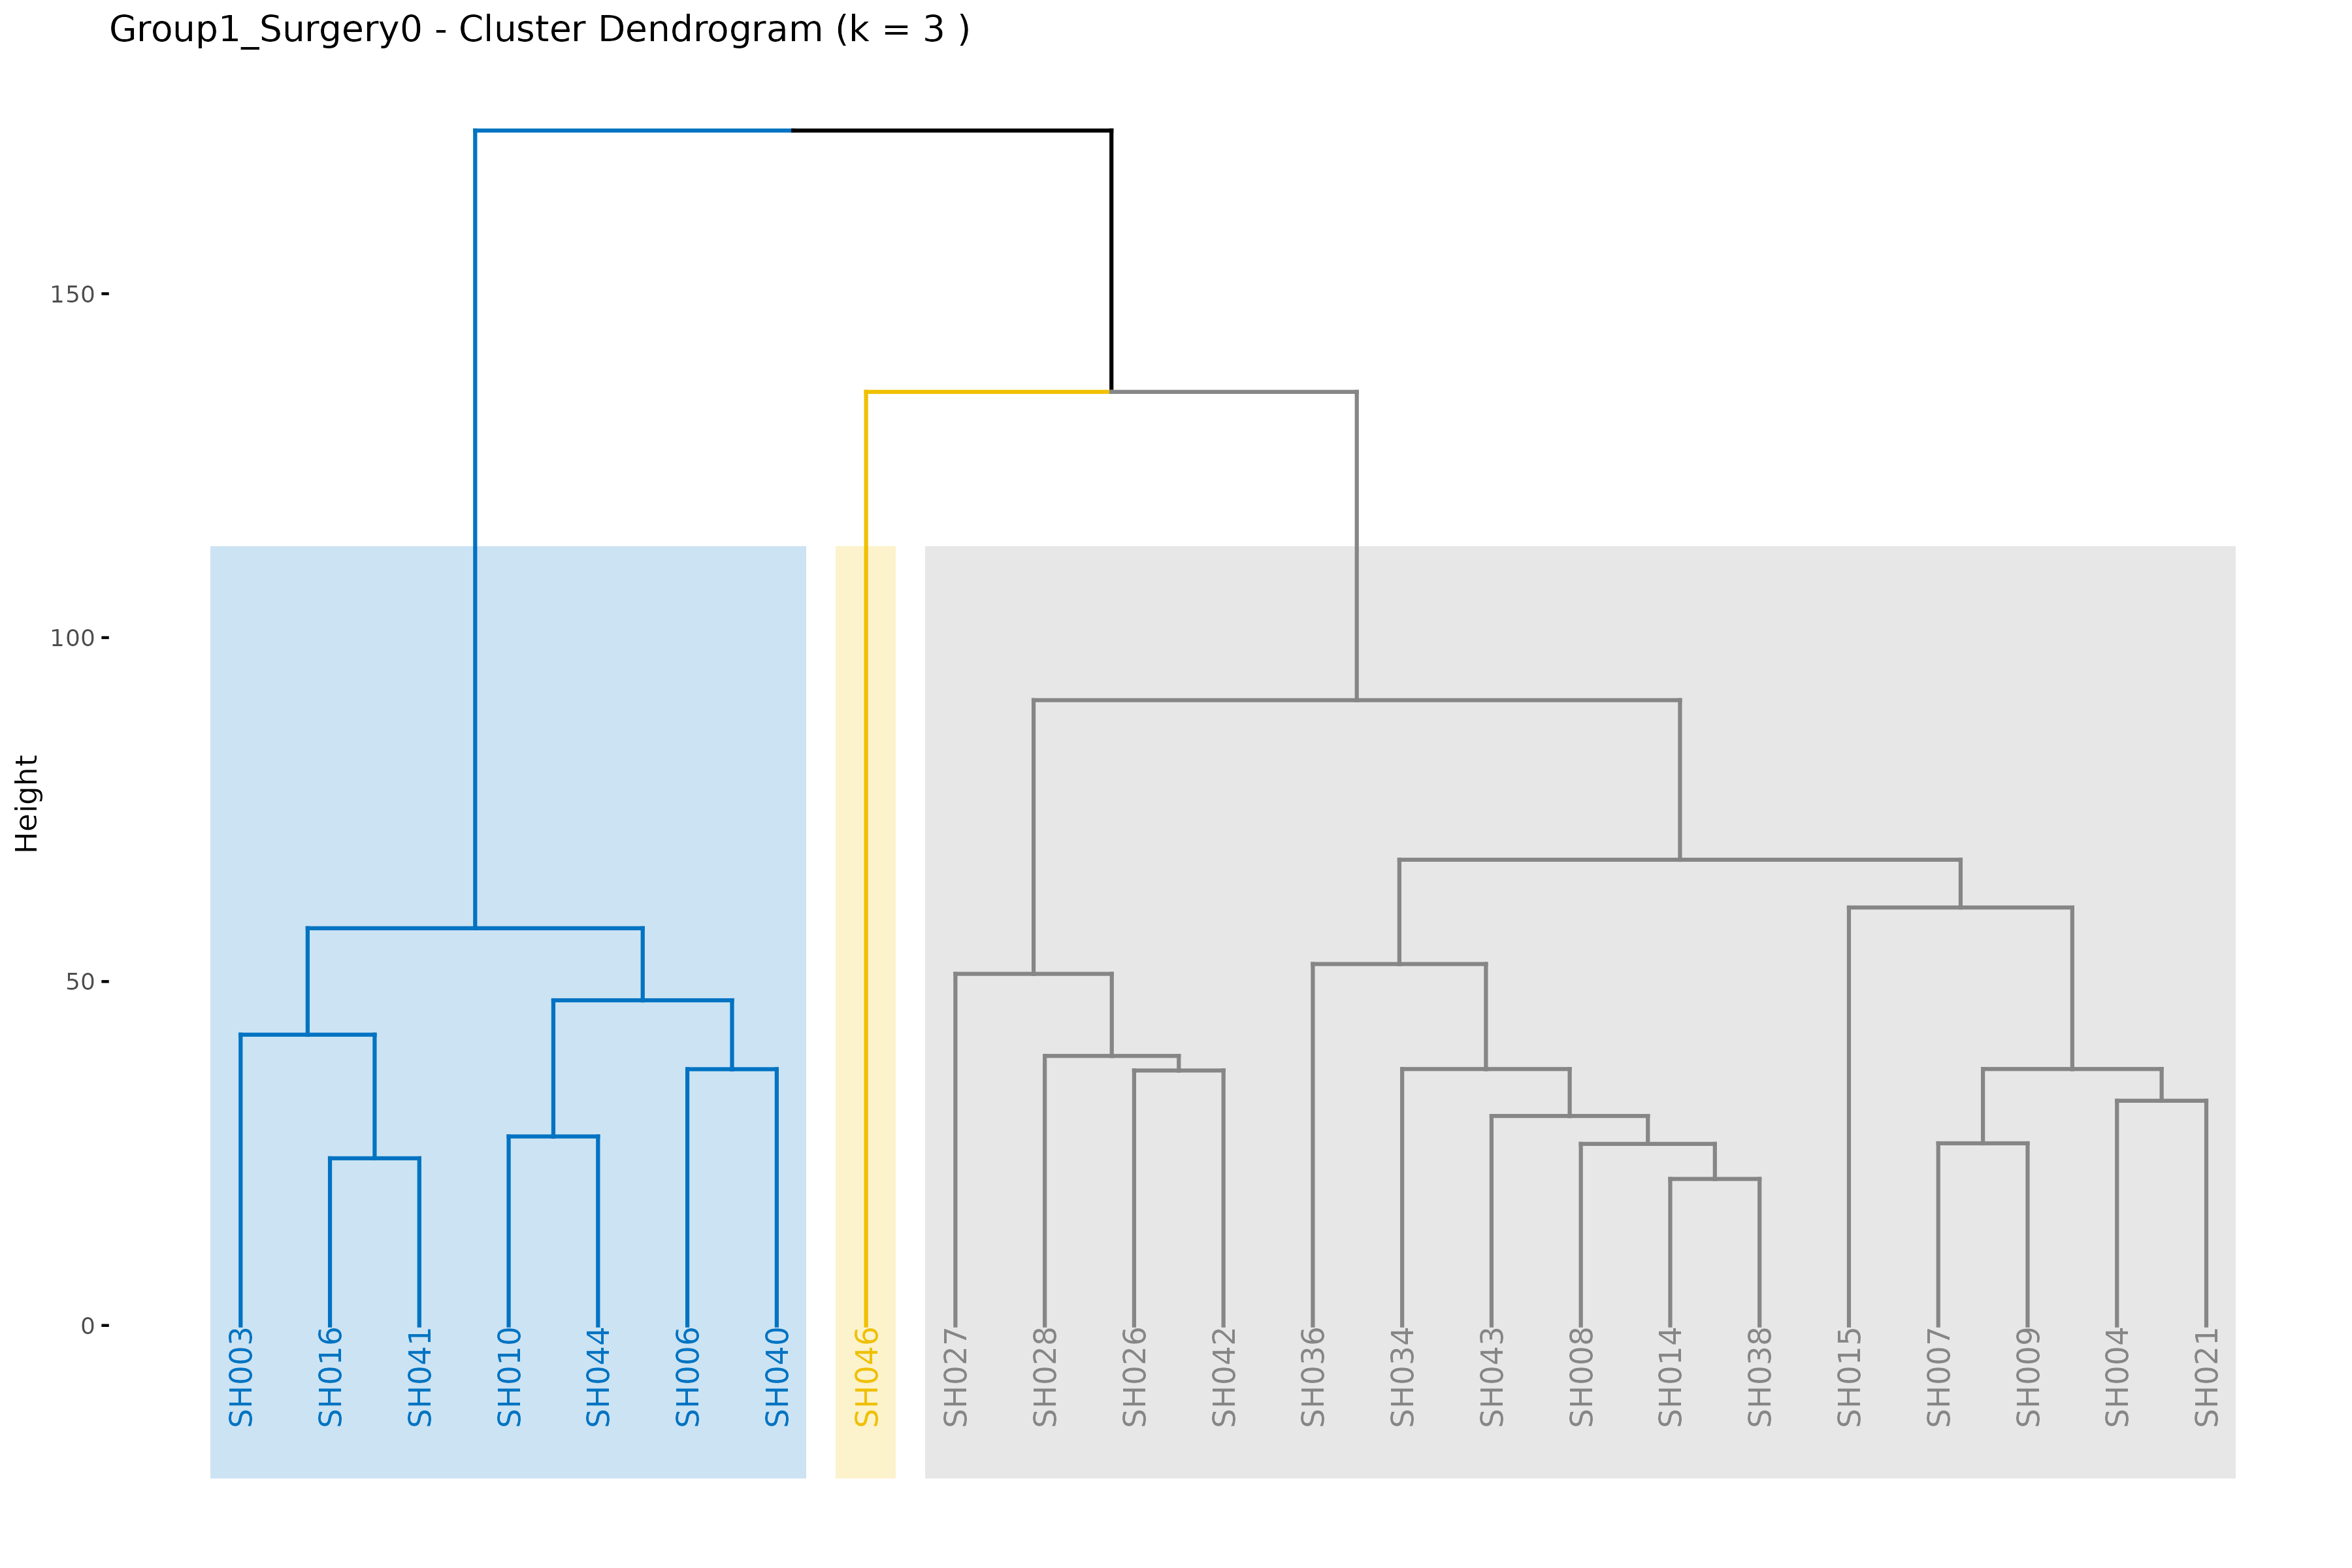 Group1_Surgery0 - Cluster Dendrogram (k = 3 )
150
100
50
0
Height
SH003
SH016
SH041
SH010
SH044
SH006
SH040
SH046
SH027
SH028
SH026
SH042
SH036
SH034
SH043
SH008
SH014
SH038
SH015
SH007
SH009
SH004
SH021